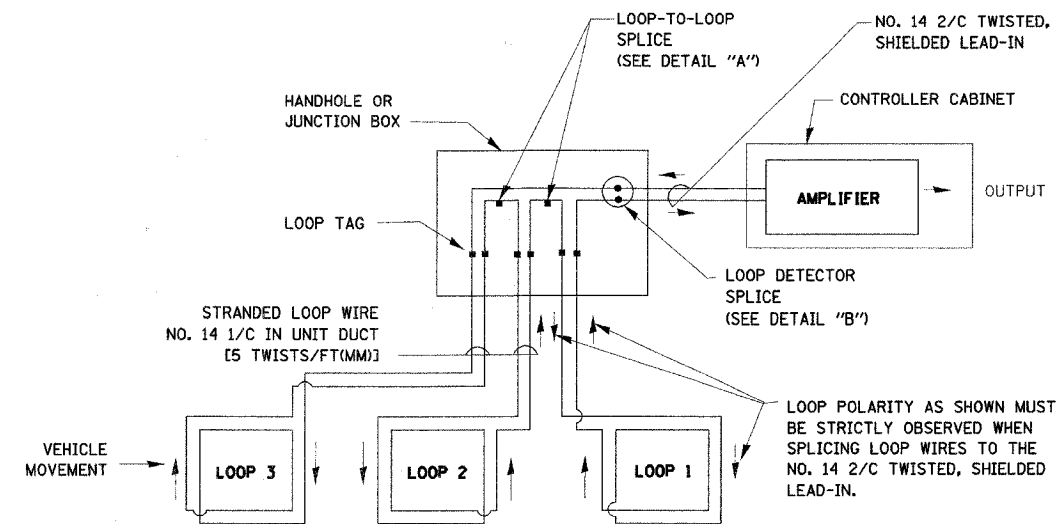 LOOP-TO-LOOP
SPLICE
(SEE DETAIL "A")
NO. 14 2/C TWISTED,
SHIELDED LEAD-IN
HANDHOLE OR
JUNCTION BOX
CONTROLLER CABINET
AMPLIFIER
OUTPUT
LOOP TAG
LOOP DETECTOR
SPLICE
(SEE DETAIL "B")
STRANDED LOOP WIRE
NO. 14 1/C IN UNIT DUCT
[5 TWISTS/FT(MM)]
LOOP POLARITY AS SHOWN MUST
BE STRICTLY OBSERVED WHEN
SPLICING LOOP WIRES TO THE
NO. 14 2/C TWISTED, SHIELDED
LEAD-IN.
VEHICLE
MOVEMENT
LOOP 3
LOOP 2
LOOP 1